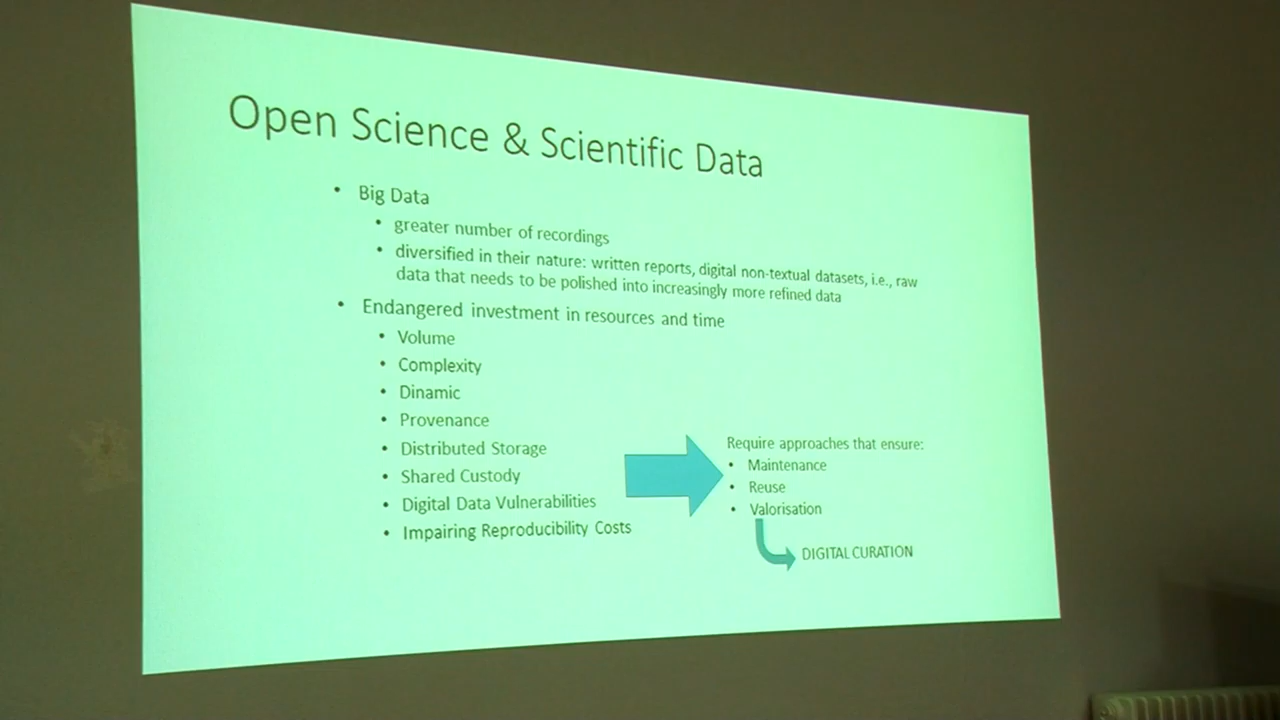 Open Science & Scientific Data
• Big Data
• greater number of recordings
• diversified in their nature: written reports, digital non-textual datasets, i.e., raw
data that needs to be polished into increasingly more refined data
• Endangered investment in resources and time
• Volume
• Complexity
• Dinamic
• Provenance
• Distributed Storage
• Shared Custody
• Digital Data Vulnerabilities
• Impairing Reproducibility Costs
Require approaches that ensure:
• Maintenance
• Reuse
• Valorisation
DIGITAL CURATION